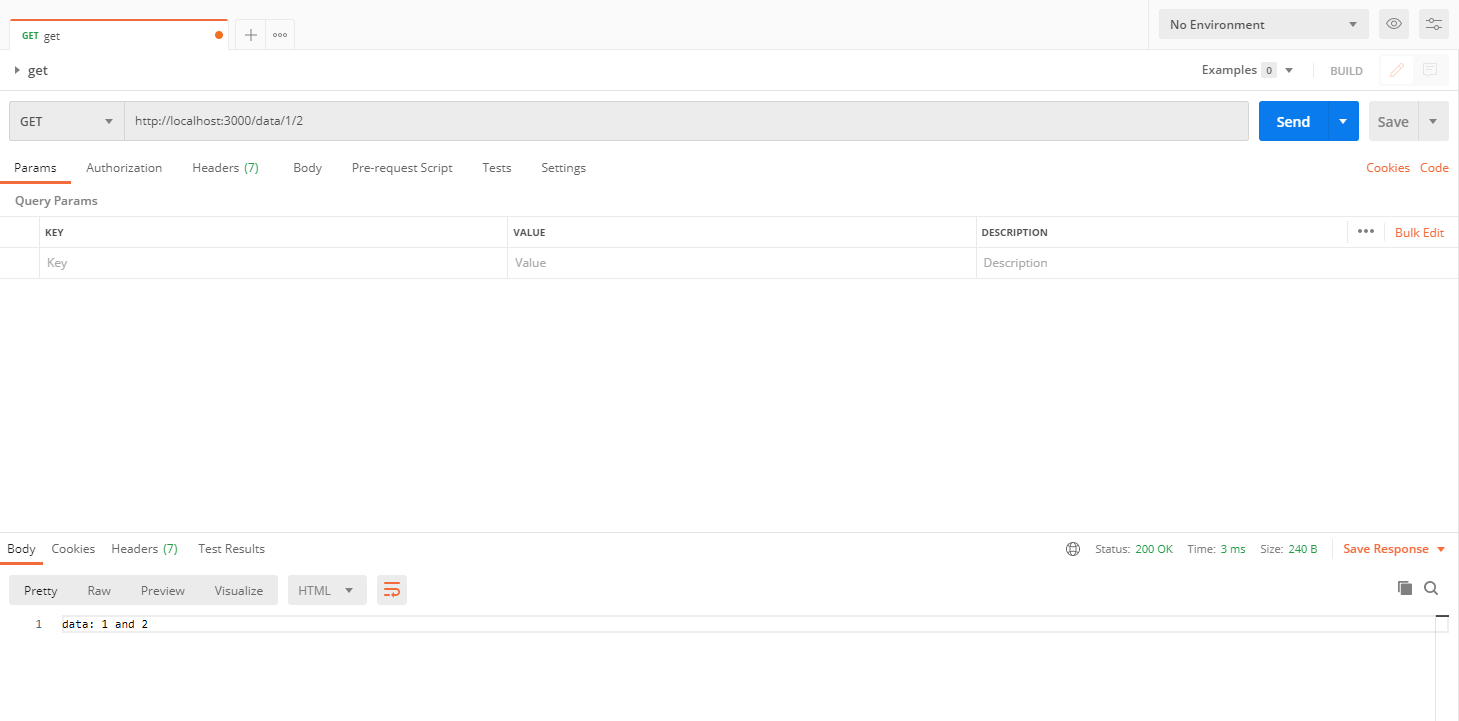 GET get
No Environment
get
Examples 0 BUILD
GET http://localhost:3000/data/1/2 Send Save
Params Authorization Headers (7) Body Pre-request Script Tests Settings Cookies Code
Query Params
KEY VALUE DESCRIPTION Bulk Edit
Key Value Description
Body Cookies Headers (7) Test Results Status: 200 OK Time: 3 ms Size: 240 B Save Response
Pretty Raw Preview Visualize HTML
1 data: 1 and 2